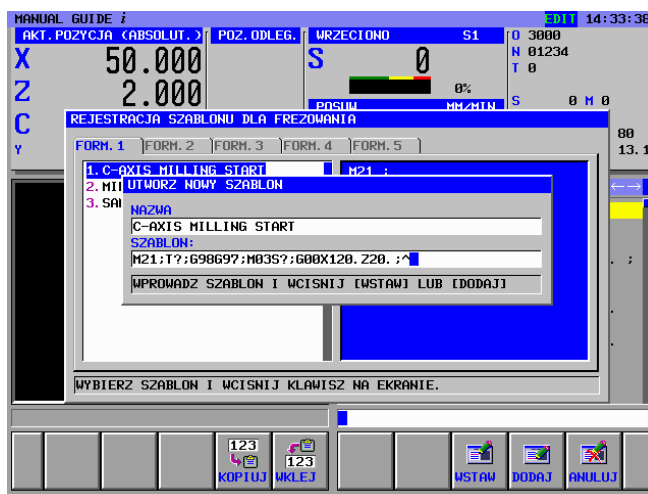 MANUAL GUIDE i EDIT 14:33:38
AKT.POZYCJA (ABSOLUT.) POZ.ODLEG. WRZECIONO S1 O 3000
X 50.000 S 0 N 01234
T 0
Z 2.000 0% S 0 M 0
POSUW MM/MIN
C
Y 80
13.1
REJESTRACJA SZABLONU DLA FREZOWANIA
FORM.1 FORM.2 FORM.3 FORM.4 FORM.5
1.C-AXIS MILLING START M21 ;
2.MI
3.SA
UTWORZ NOWY SZABLON
NAZWA
C-AXIS MILLING START
SZABLON:
M21;T?;G98G97;M03S?;G00X120.Z20.;^
WPROWADZ SZABLON I WCISNIJ [WSTAW] LUB [DODAJ]
WYBIERZ SZABLON I WCISNIJ KLAWISZ NA EKRANIE.
123
123
KOPIUJ WKLEJ WSTAW DODAJ ANULUJ